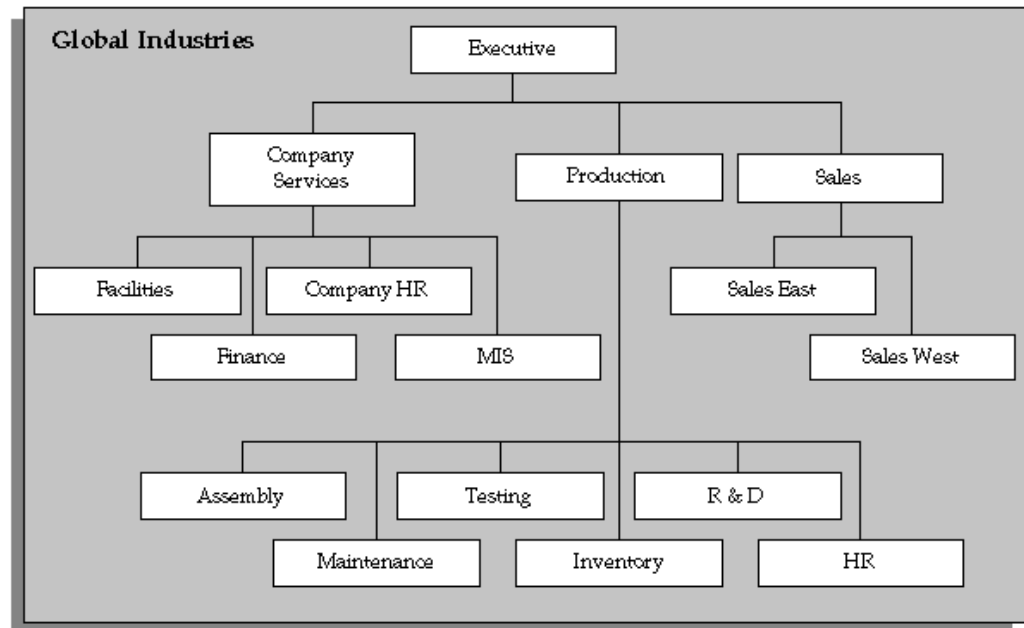 Global Industries
Executive
Company
Services
Production
Sales
Facilities
Company HR
Sales East
Finance
MIS
Sales West
Assembly
Testing
R & D
Maintenance
Inventory
HR